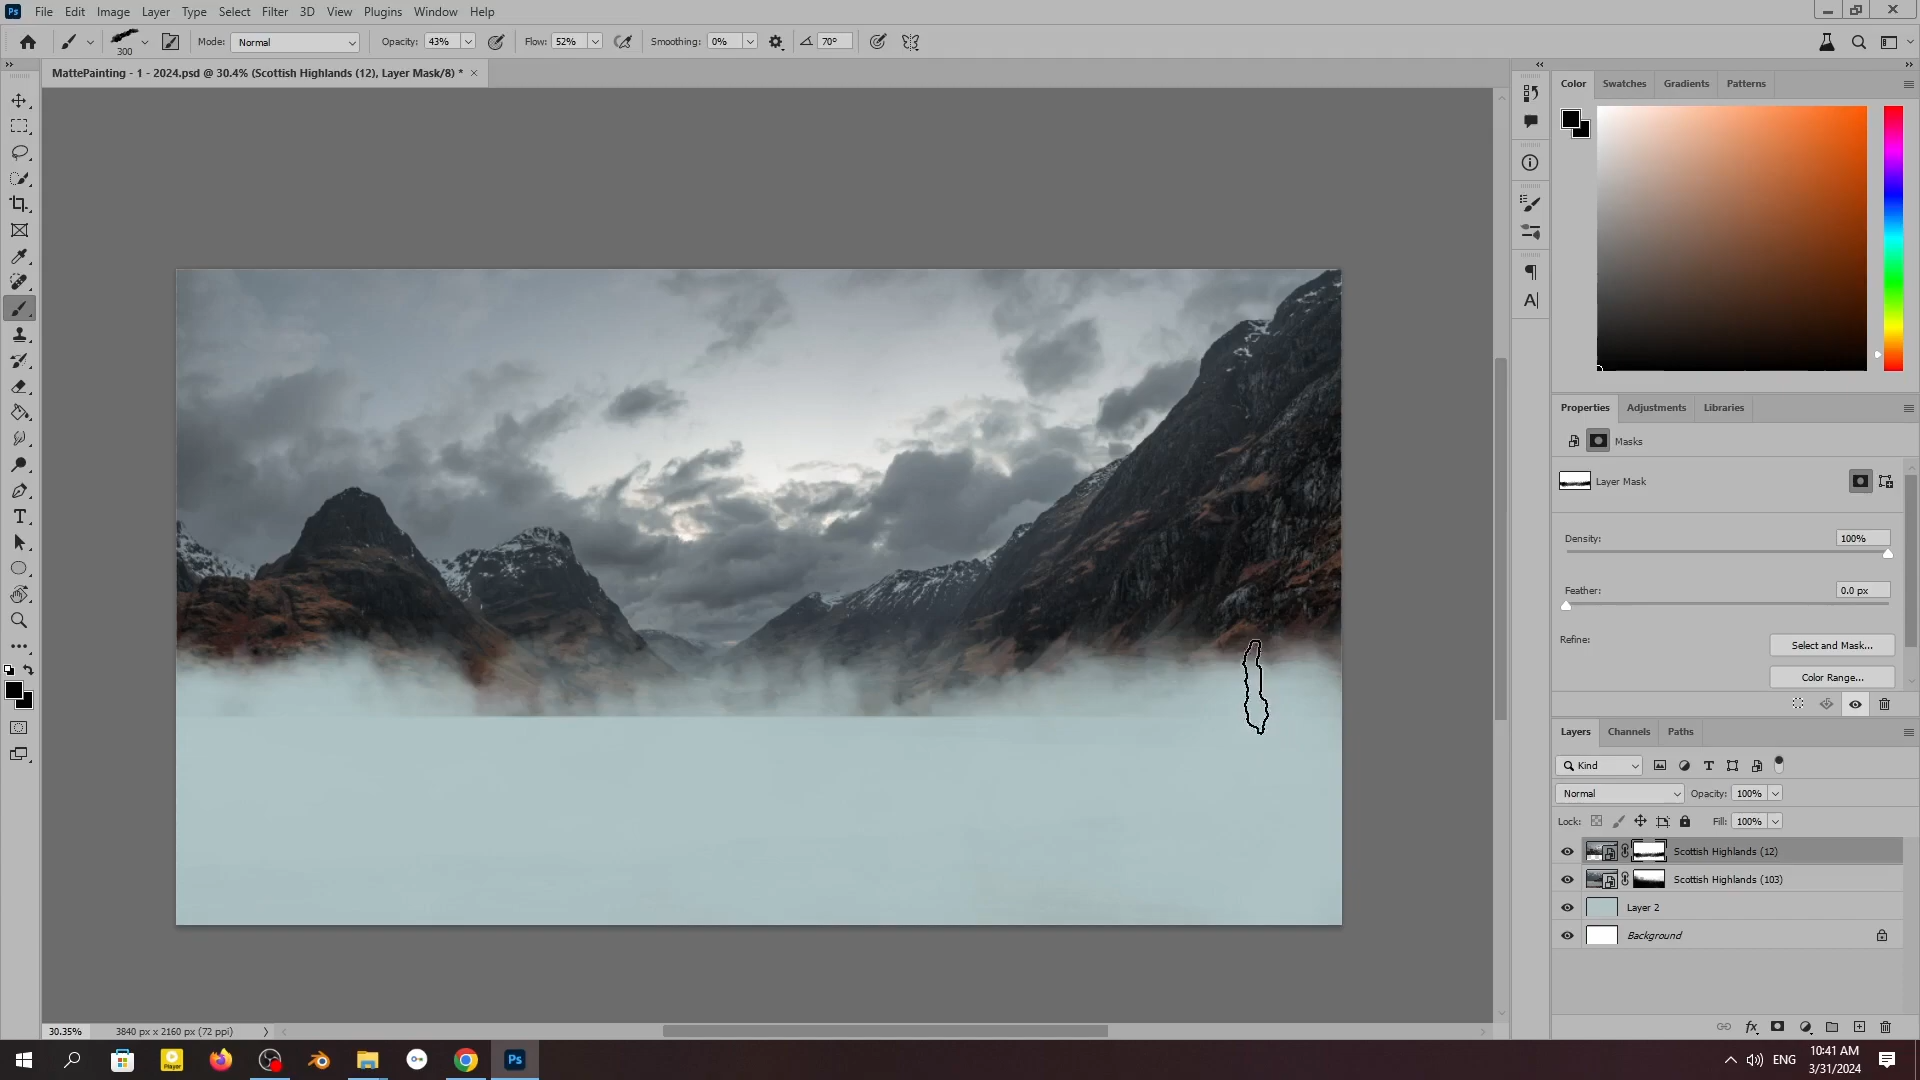 Ps File Edit Image Layer Type Select Filter 3D View Plugins Window Help
300 Mode: Normal Opacity: 43% Flow: 52% Smoothing: 0% 70°
MattePainting - 1 - 2024.psd @ 30.4% (Scottish Highlands (12), Layer Mask/8) * ×
Color Swatches Gradients Patterns
Properties Adjustments Libraries
Masks
Layer Mask
Density: 100%
Feather: 0.0 px
Refine: Select and Mask...
Color Range...
Layers Channels Paths
Kind
Normal Opacity: 100%
Lock: Fill: 100%
Scottish Highlands (12)
Scottish Highlands (103)
Layer 2
Background
30.35% 3840 px x 2160 px (72 ppi)
Player Ps ENG 10:41 AM
3/31/2024